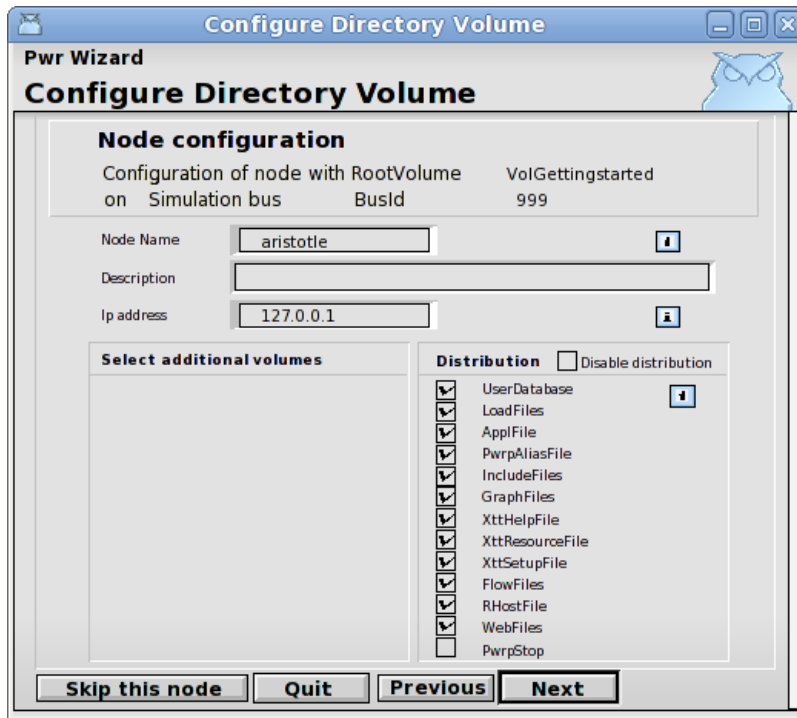 Configure Directory Volume
Pwr Wizard
Configure Directory Volume
Node configuration
Configuration of node with RootVolume VolGettingstarted
on Simulation bus BusId 999
Node Name aristotle
Description
Ip address 127.0.0.1
Select additional volumes
Distribution Disable distribution
UserDatabase
LoadFiles
ApplFile
PwrpAliasFile
IncludeFiles
GraphFiles
XttHelpFile
XttResourceFile
XttSetupFile
FlowFiles
RHostFile
WebFiles
PwrpStop
Skip this node Quit Previous Next